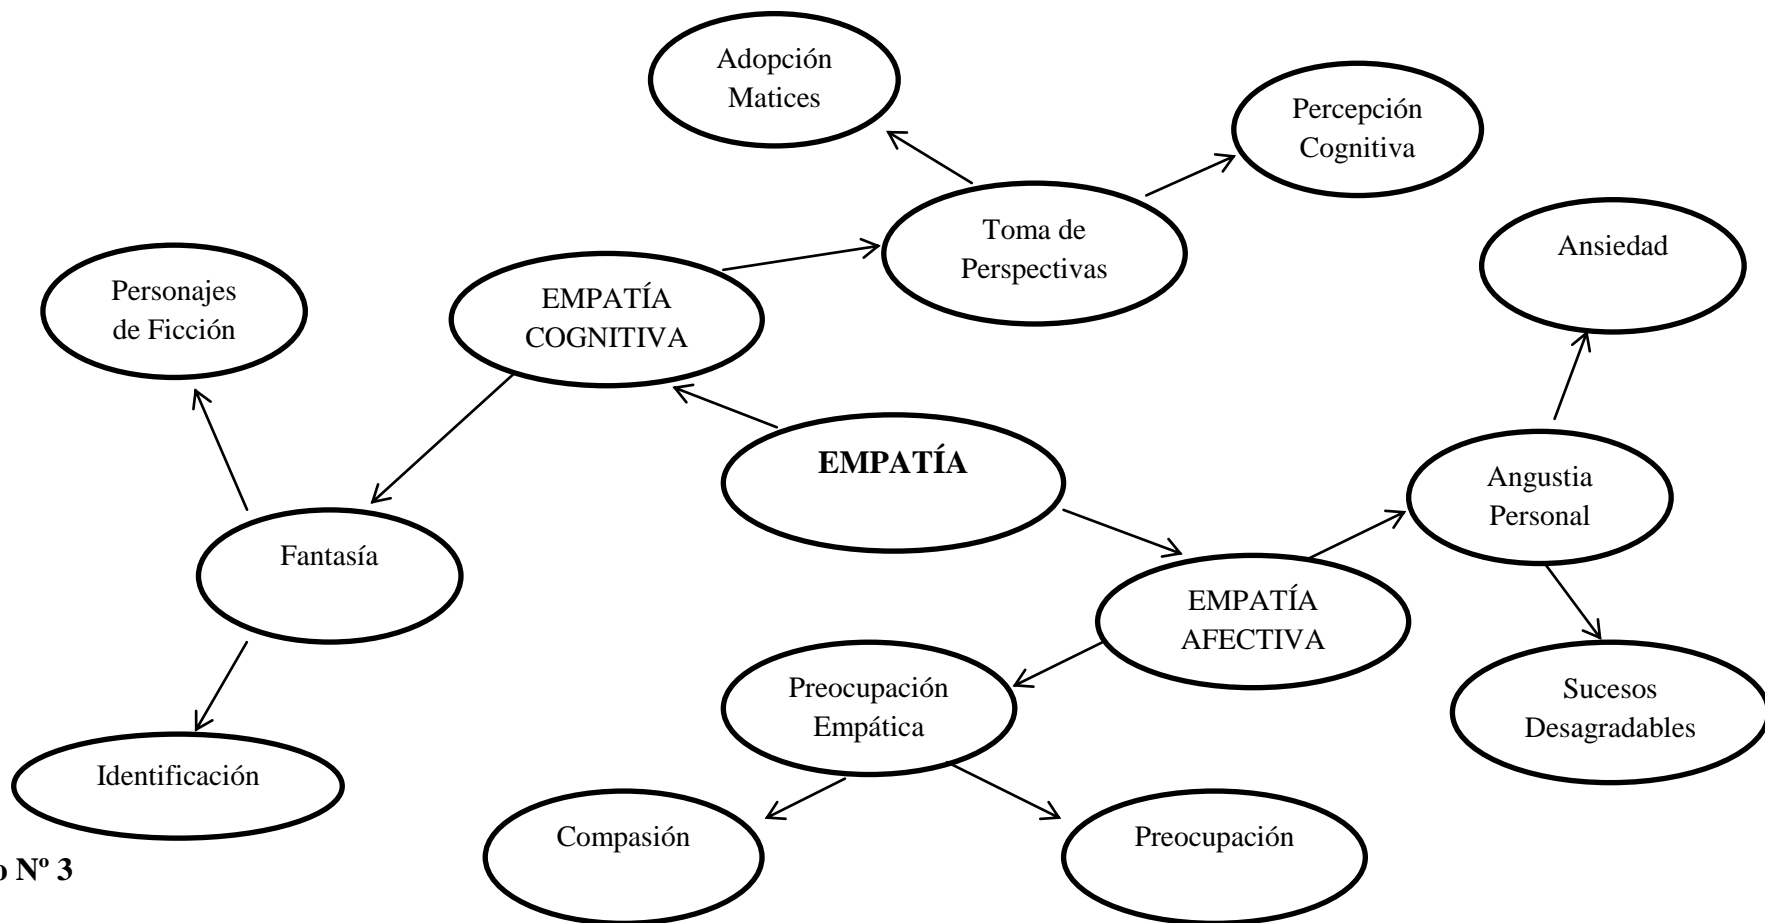 Adopción
Matices
Percepción
Cognitiva
Toma de
Perspectivas
Ansiedad
Personajes
de Ficción
EMPATÍA
COGNITIVA
EMPATÍA
Angustia
Personal
Fantasía
EMPATÍA
AFECTIVA
Preocupación
Empática
Sucesos
Desagradables
Identificación
Compasión
Preocupación
o Nº 3